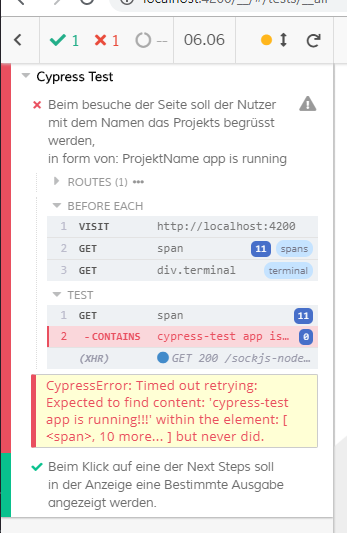 localhost:4200/__/#/tests/__all
1 1 -- 06.06
Cypress Test
Beim besuche der Seite soll der Nutzer
mit dem Namen das Projekts begrüsst
werden,
in form von: ProjektName app is running
ROUTES (1)
BEFORE EACH
1 VISIT http://localhost:4200
2 GET span 11 spans
3 GET div.terminal terminal
TEST
1 GET span 11
2 -CONTAINS cypress-test app is… 0
(XHR) GET 200 /sockjs-node…
CypressError: Timed out retrying:
Expected to find content: 'cypress-test
app is running!!!' within the element: [
<span>, 10 more... ] but never did.
Beim Klick auf eine der Next Steps soll
in der Anzeige eine Bestimmte Ausgabe
angezeigt werden.